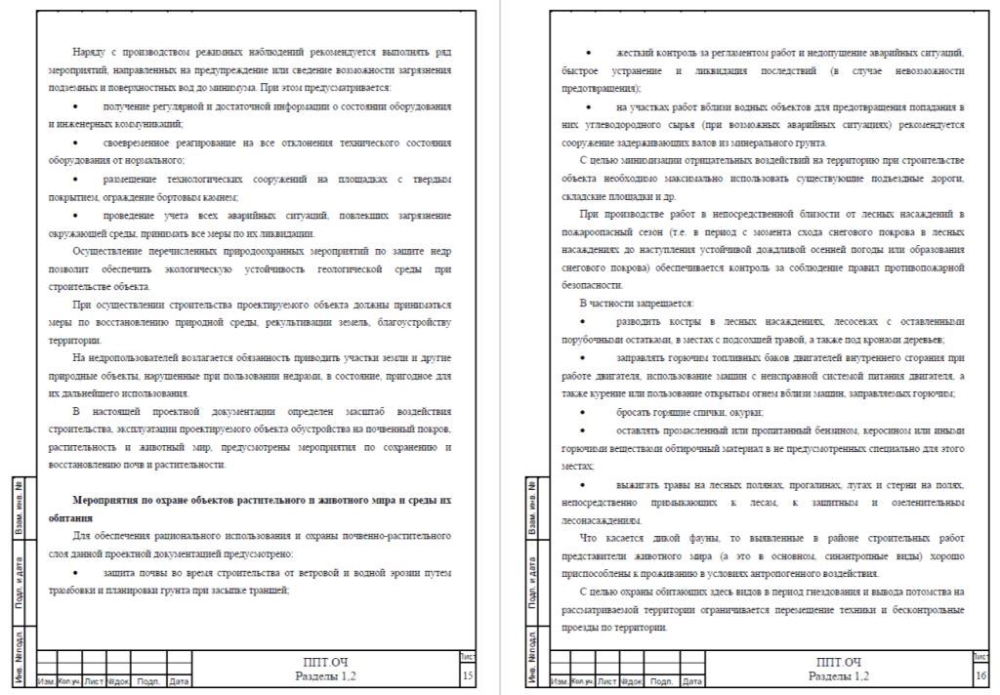 Наряду с производством режимных наблюдений рекомендуется выполнять ряд
мероприятий, направленных на предупреждение или сведение возможности загрязнения
подземных и поверхностных вод до минимума. При этом предусматривается:
• получение регулярной и достаточной информации о состоянии оборудования
и инженерных коммуникаций;
• своевременное реагирование на все отклонения технического состояния
оборудования от нормального;
• размещение технологических сооружений на площадках с твердым
покрытием, ограждение бортовым камнем;
• проведение учета всех аварийных ситуаций, повлекших загрязнение
окружающей среды, принимать все меры по их ликвидации.
Осуществление перечисленных природоохранных мероприятий по защите недр
позволит обеспечить экологическую устойчивость геологической среды при
строительстве объекта.
При осуществлении строительства проектируемого объекта должны приниматься
меры по восстановлению природной среды, рекультивации земель, благоустройству
территории.
На недропользователей возлагается обязанность приводить участки земли и другие
природные объекты, нарушенные при пользовании недрами, в состояние, пригодное для
их дальнейшего использования.
В настоящей проектной документации определен масштаб воздействия
строительства, эксплуатации проектируемого объекта обустройства на почвенный покров,
растительность и животный мир, предусмотрены мероприятия по сохранению и
восстановлению почв и растительности.
Мероприятия по охране объектов растительного и животного мира и среды их
обитания
Для обеспечения рационального использования и охраны почвенно-растительного
слоя данной проектной документацией предусмотрено:
• защита почвы во время строительства от ветровой и водной эрозии путем
трамбовки и планировки грунта при засыпке траншей;
Взам. инв. №
Подп. и дата
Инв. №подл.
Изм. Кол.уч. Лист №док. Подп. Дата
ППТ.ОЧ
Разделы 1,2
Лист
15
• жесткий контроль за регламентом работ и недопущение аварийных ситуаций,
быстрое устранение и ликвидация последствий (в случае невозможности
предотвращения);
• на участках работ вблизи водных объектов для предотвращения попадания в
них углеводородного сырья (при возможных аварийных ситуациях) рекомендуется
сооружение задерживающих валов из минерального грунта.
С целью минимизации отрицательных воздействий на территорию при строительстве
объекта необходимо максимально использовать существующие подъездные дороги,
складские площадки и др.
При производстве работ в непосредственной близости от лесных насаждений в
пожароопасный сезон (т.е. в период с момента схода снегового покрова в лесных
насаждениях до наступления устойчивой дождливой осенней погоды или образования
снегового покрова) обеспечивается контроль за соблюдение правил противопожарной
безопасности.
В частности запрещается:
• разводить костры в лесных насаждениях, лесосеках с оставленными
порубочными остатками, в местах с подсохшей травой, а также под кронами деревьев;
• заправлять горючим топливных баков двигателей внутреннего сгорания при
работе двигателя, использование машин с неисправной системой питания двигателя, а
также курение или пользование открытым огнем вблизи машин, заправляемых горючим;
• бросать горящие спички, окурки;
• оставлять промасленный или пропитанный бензином, керосином или иными
горючими веществами обтирочный материал в не предусмотренных специально для этого
местах;
• выжигать травы на лесных полянах, прогалинах, лугах и стерни на полях,
непосредственно примыкающих к лесам, к защитным и озеленительным
лесонасаждениям.
Что касается дикой фауны, то выявленные в районе строительных работ
представители животного мира (а это в основном, синантропные виды) хорошо
приспособлены к проживанию в условиях антропогенного воздействия.
С целью охраны обитающих здесь видов в период гнездования и вывода потомства на
рассматриваемой территории ограничивается перемещение техники и бесконтрольные
проезды по территории.
Взам. инв. №
Подп. и дата
Инв. №подл.
Изм. Кол.уч. Лист №док. Подп. Дата
ППТ.ОЧ
Разделы 1,2
Лист
16